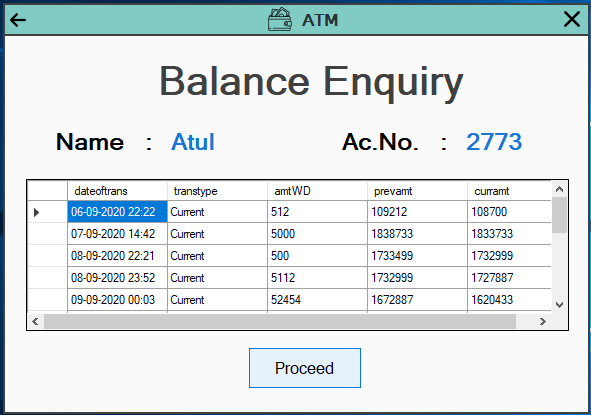 ATM
Balance Enquiry
Name : Atul Ac.No. : 2773
dateoftrans transtype amtWD prevamt curramt
06-09-2020 22:22 Current 512 109212 108700
07-09-2020 14:42 Current 5000 1838733 1833733
08-09-2020 22:21 Current 500 1733499 1732999
08-09-2020 23:52 Current 5112 1732999 1727887
09-09-2020 00:03 Current 52454 1672887 1620433
Proceed